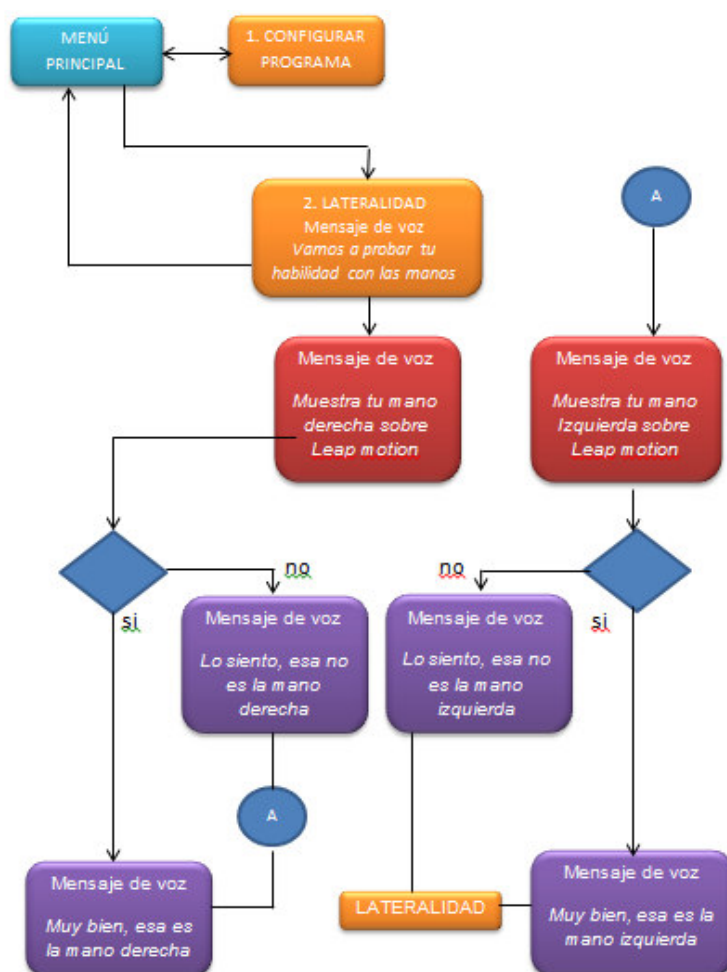 MENÚ
PRINCIPAL
1. CONFIGURAR
PROGRAMA
2. LATERALIDAD
Mensaje de voz
Vamos a probar tu
habilidad con las manos
A
Mensaje de voz
Muestra tu mano
derecha sobre
Leap motion
Mensaje de voz
Muestra tu mano
Izquierda sobre
Leap motion
no
si
Mensaje de voz
Lo siento, esa no
es la mano
derecha
no
si
Mensaje de voz
Lo siento, esa no
es la mano
izquierda
A
Mensaje de voz
Muy bien, esa es
la mano derecha
LATERALIDAD
Mensaje de voz
Muy bien, esa es la
mano izquierda